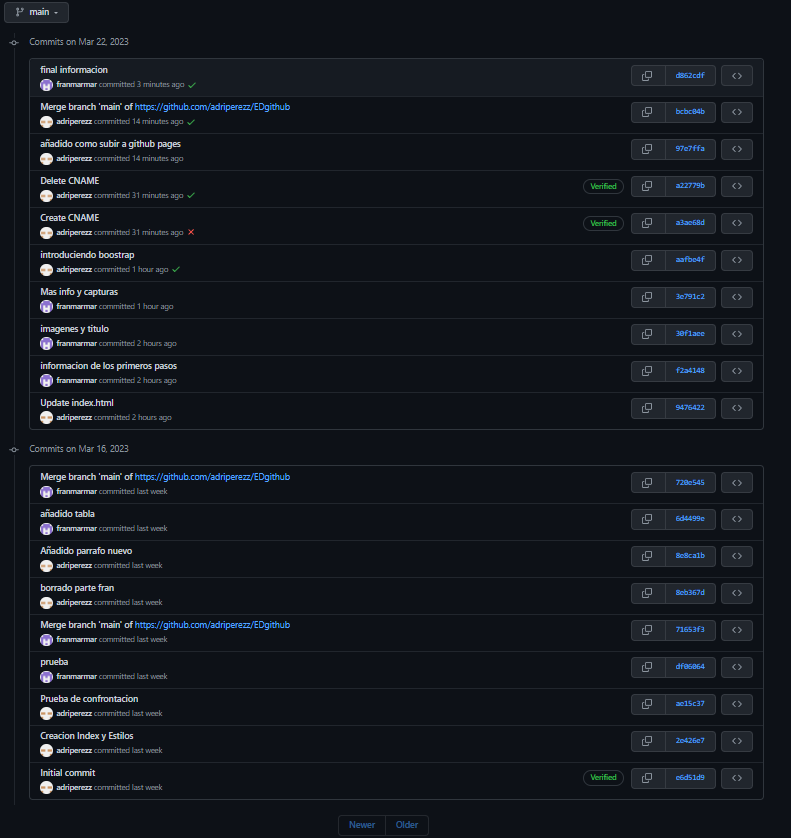 main
Commits on Mar 22, 2023
final informacion
d862cdf
franmarmar committed 3 minutes ago
Merge branch 'main' of https://github.com/adriperezz/EDgithub
bcbc04b
adriperezz committed 14 minutes ago
añadido como subir a github pages
97e7ffa
adriperezz committed 14 minutes ago
Delete CNAME
Verified
a22779b
adriperezz committed 31 minutes ago
Create CNAME
Verified
a3ae68d
adriperezz committed 31 minutes ago
introduciendo boostrap
aafbe4f
adriperezz committed 1 hour ago
Mas info y capturas
3e791c2
franmarmar committed 1 hour ago
imagenes y titulo
30f1aee
franmarmar committed 2 hours ago
informacion de los primeros pasos
f2a4148
franmarmar committed 2 hours ago
Update index.html
9476422
adriperezz committed 2 hours ago
Commits on Mar 16, 2023
Merge branch 'main' of https://github.com/adriperezz/EDgithub
720e545
franmarmar committed last week
añadido tabla
6d4499e
franmarmar committed last week
Añadido parrafo nuevo
8e8ca1b
adriperezz committed last week
borrado parte fran
8eb367d
adriperezz committed last week
Merge branch 'main' of https://github.com/adriperezz/EDgithub
71653f3
franmarmar committed last week
prueba
df06064
franmarmar committed last week
Prueba de confrontacion
ae15c37
adriperezz committed last week
Creacion Index y Estilos
2e426e7
adriperezz committed last week
Initial commit
Verified
e6d51d9
adriperezz committed last week
Newer
Older